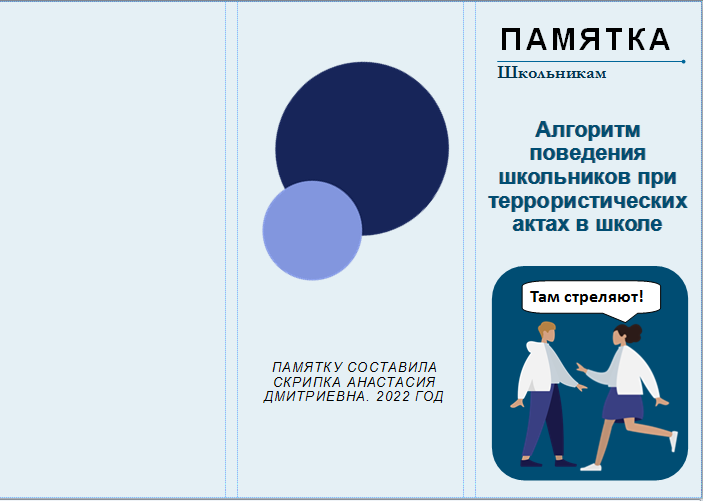 ПАМЯТКА
Школьникам
Алгоритм
поведения
школьников при
террористических
актах в школе
Там стреляют!
ПАМЯТКУ СОСТАВИЛА
СКРИПКА АНАСТАСИЯ
ДМИТРИЕВНА. 2022 ГОД